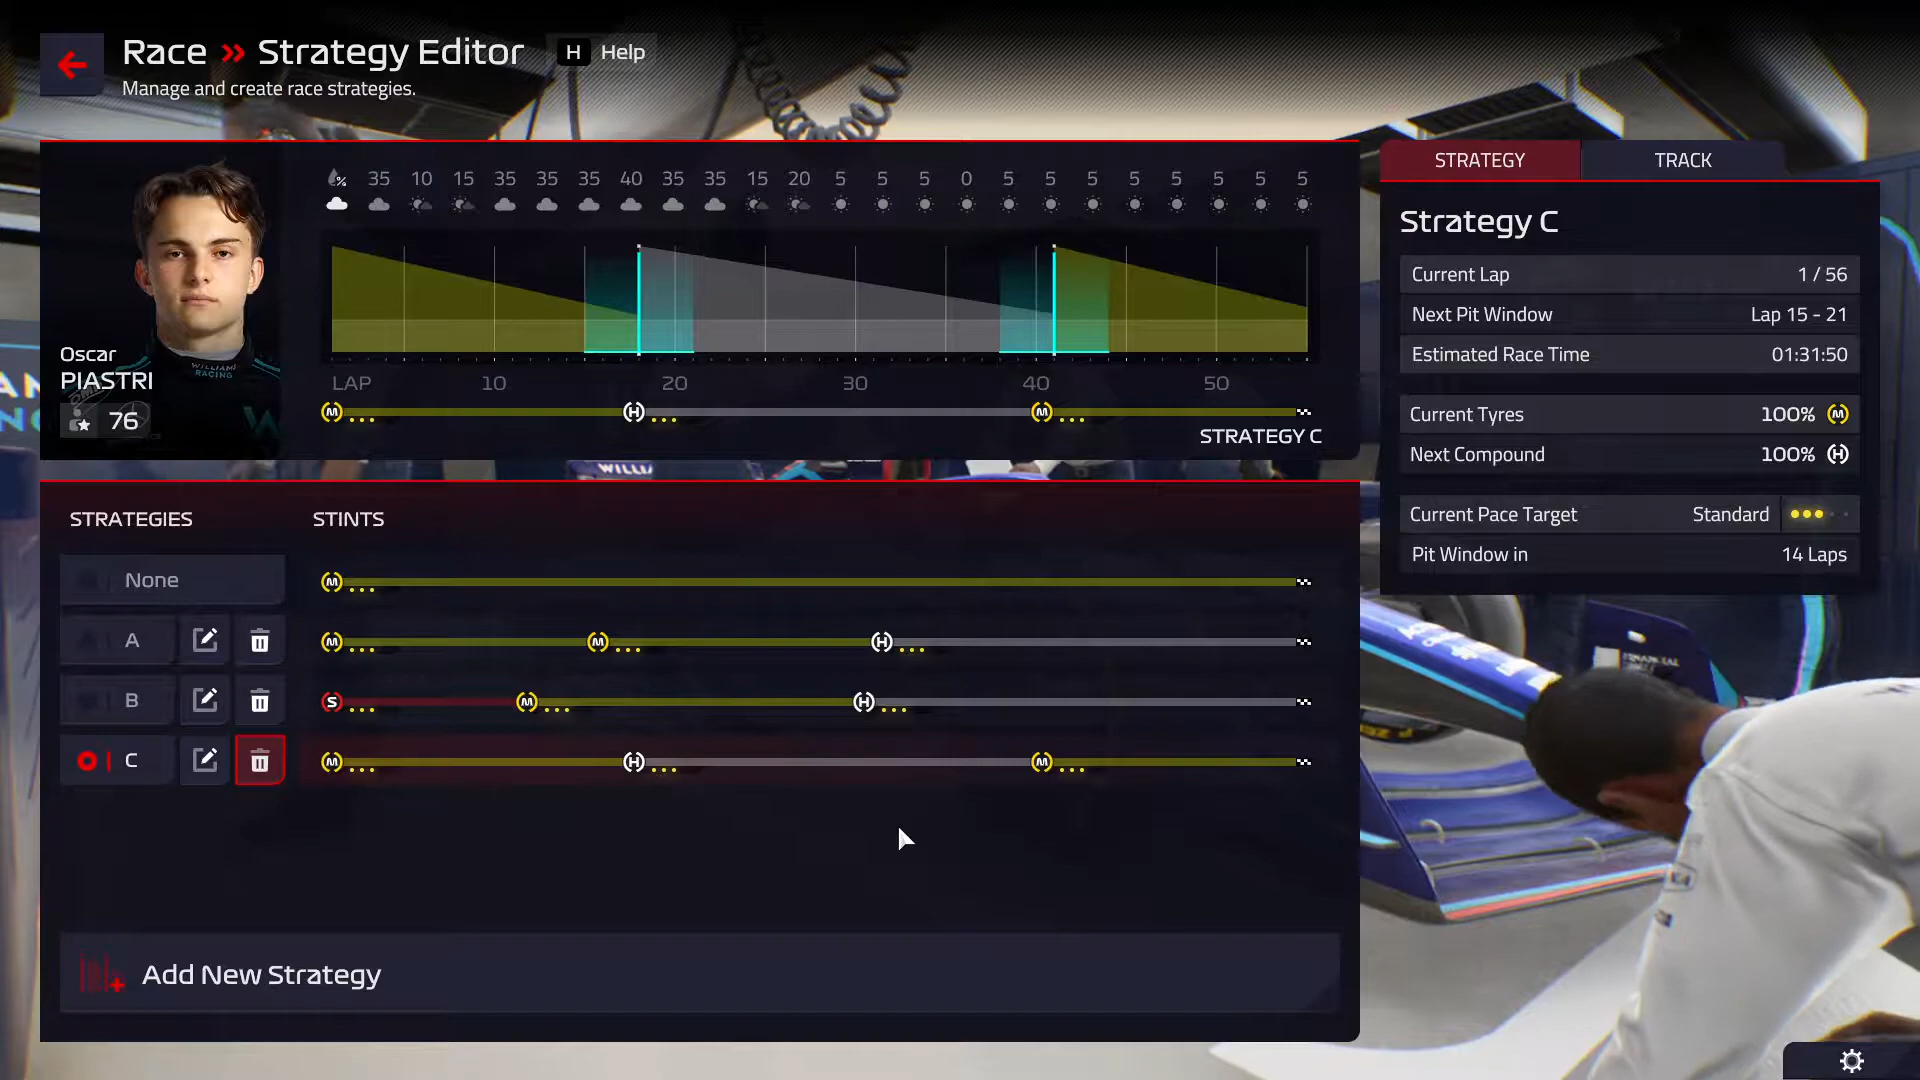 Race » Strategy Editor
H Help
Manage and create race strategies.
% 35 10 15 35 35 35 40 35 35 15 20 5 5 5 0 5 5 5 5 5 5 5 5
Oscar
PIASTRI
76
WILLIAMS
RACING
LAP 10 20 30 40 50
M H M
STRATEGY C
STRATEGY TRACK
Strategy C
Current Lap 1 / 56
Next Pit Window Lap 15 - 21
Estimated Race Time 01:31:50
Current Tyres 100% M
Next Compound 100% H
Current Pace Target Standard
Pit Window in 14 Laps
STRATEGIES STINTS
None M
A M M H
B S M H
C M H M
Add New Strategy